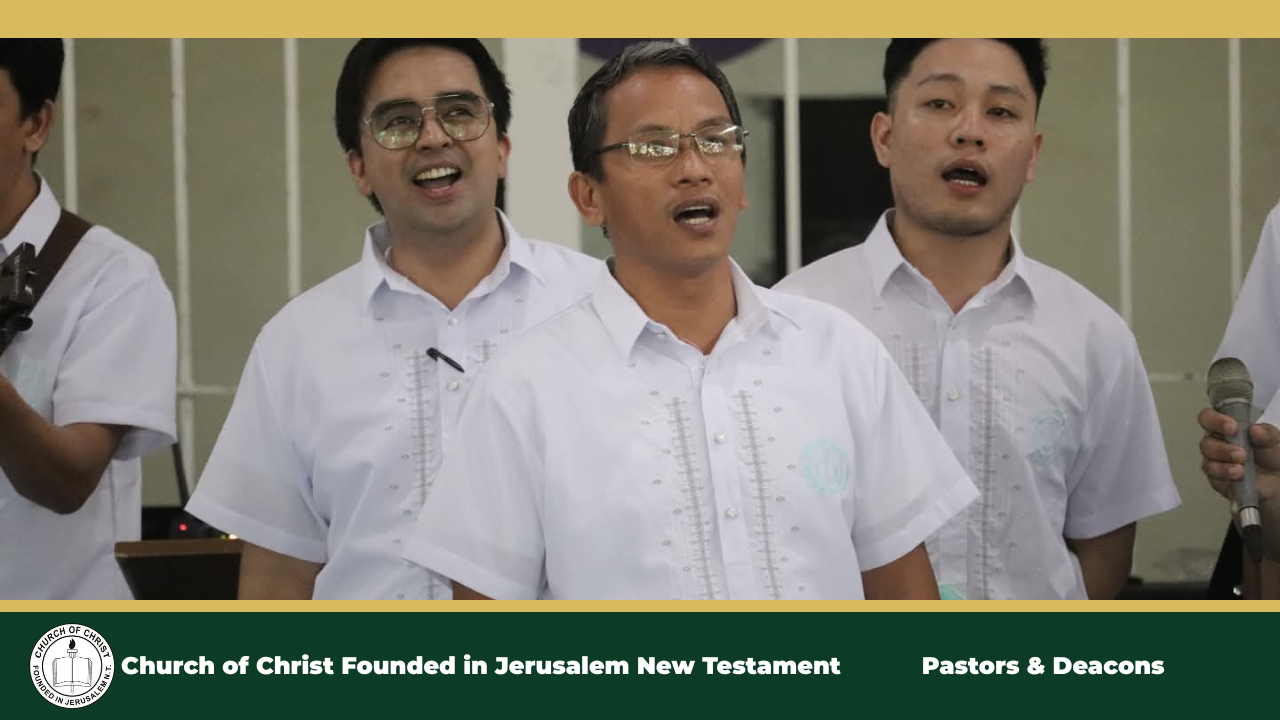 CHURCH OF CHRIST
FOUNDED IN JERUSALEM N.T.
Church of Christ Founded in Jerusalem New Testament
Pastors & Deacons